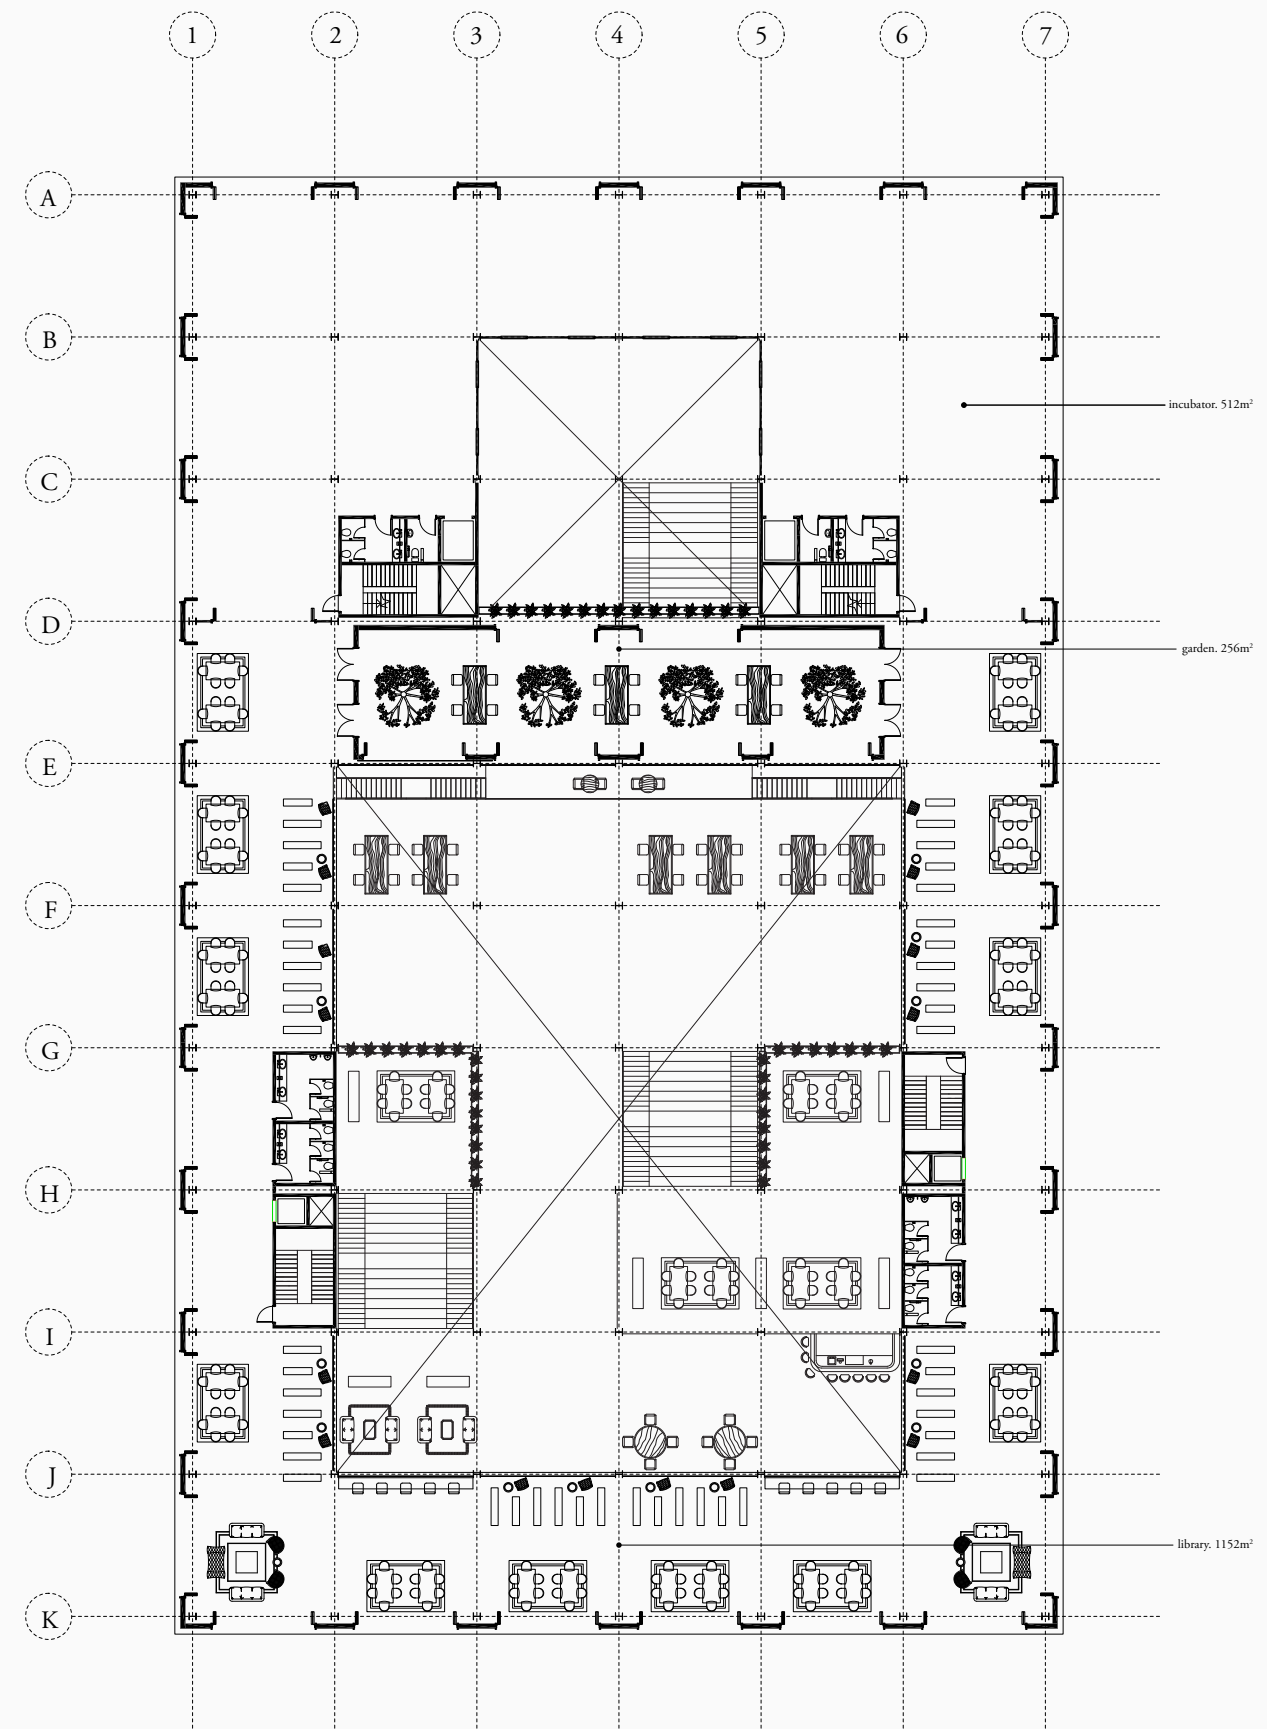 1 2 3 4 5 6 7
A
B
incubator. 512m²
C
D
garden. 256m²
E
F
G
H
I
J
library. 1152m²
K